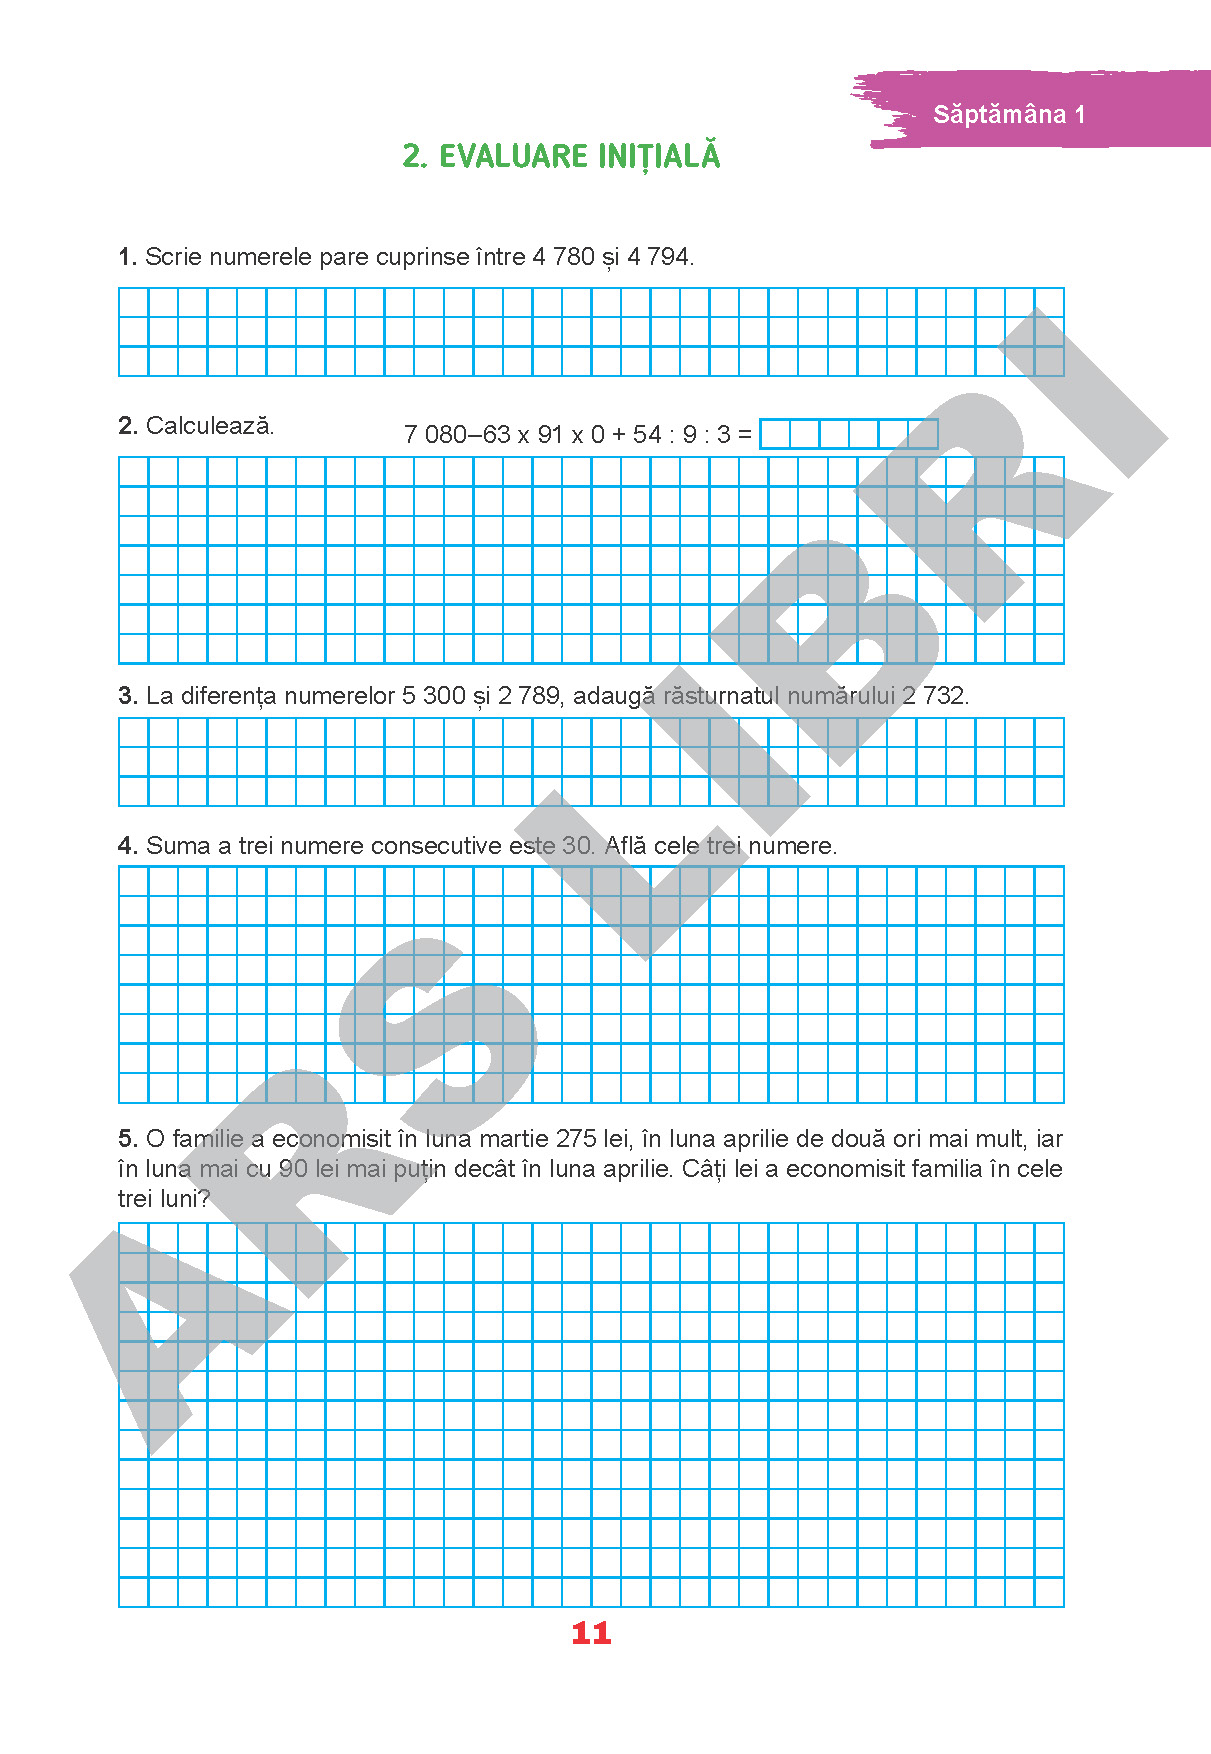 Săptămâna 1
2. EVALUARE INIȚIALĂ
1. Scrie numerele pare cuprinse între 4 780 și 4 794.
2. Calculează.
7 080–63 x 91 x 0 + 54 : 9 : 3 =
3. La diferența numerelor 5 300 și 2 789, adaugă răsturnatul numărului 2 732.
4. Suma a trei numere consecutive este 30. Află cele trei numere.
5. O familie a economisit în luna martie 275 lei, în luna aprilie de două ori mai mult, iar
în luna mai cu 90 lei mai puțin decât în luna aprilie. Câți lei a economisit familia în cele
trei luni?
ARS LIBRI
11